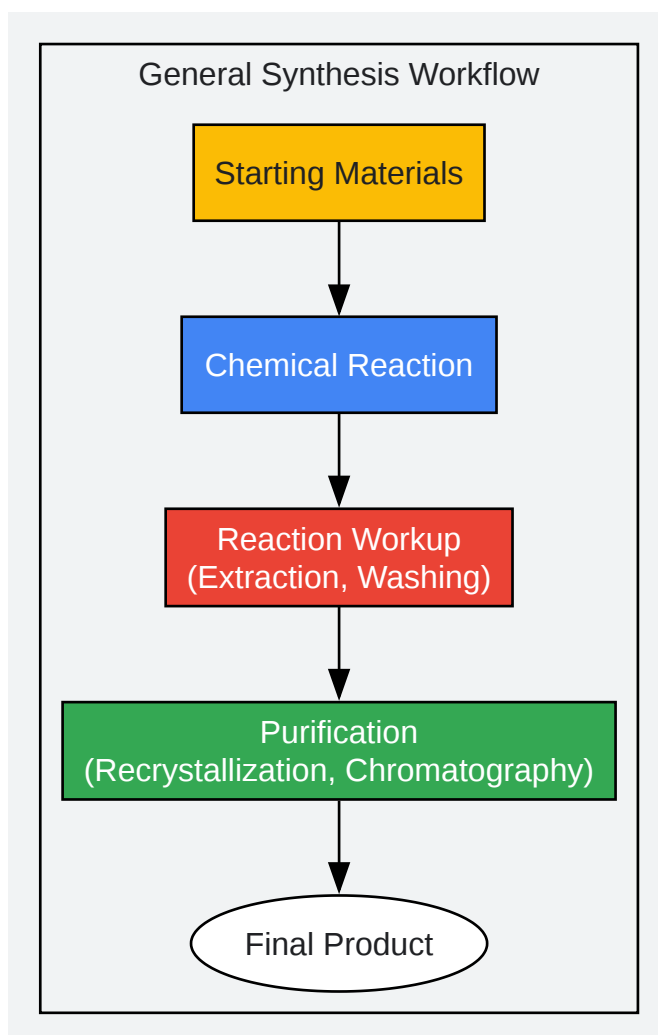 General Synthesis Workflow
Starting Materials
Chemical Reaction
Reaction Workup
(Extraction, Washing)
Purification
(Recrystallization, Chromatography)
Final Product